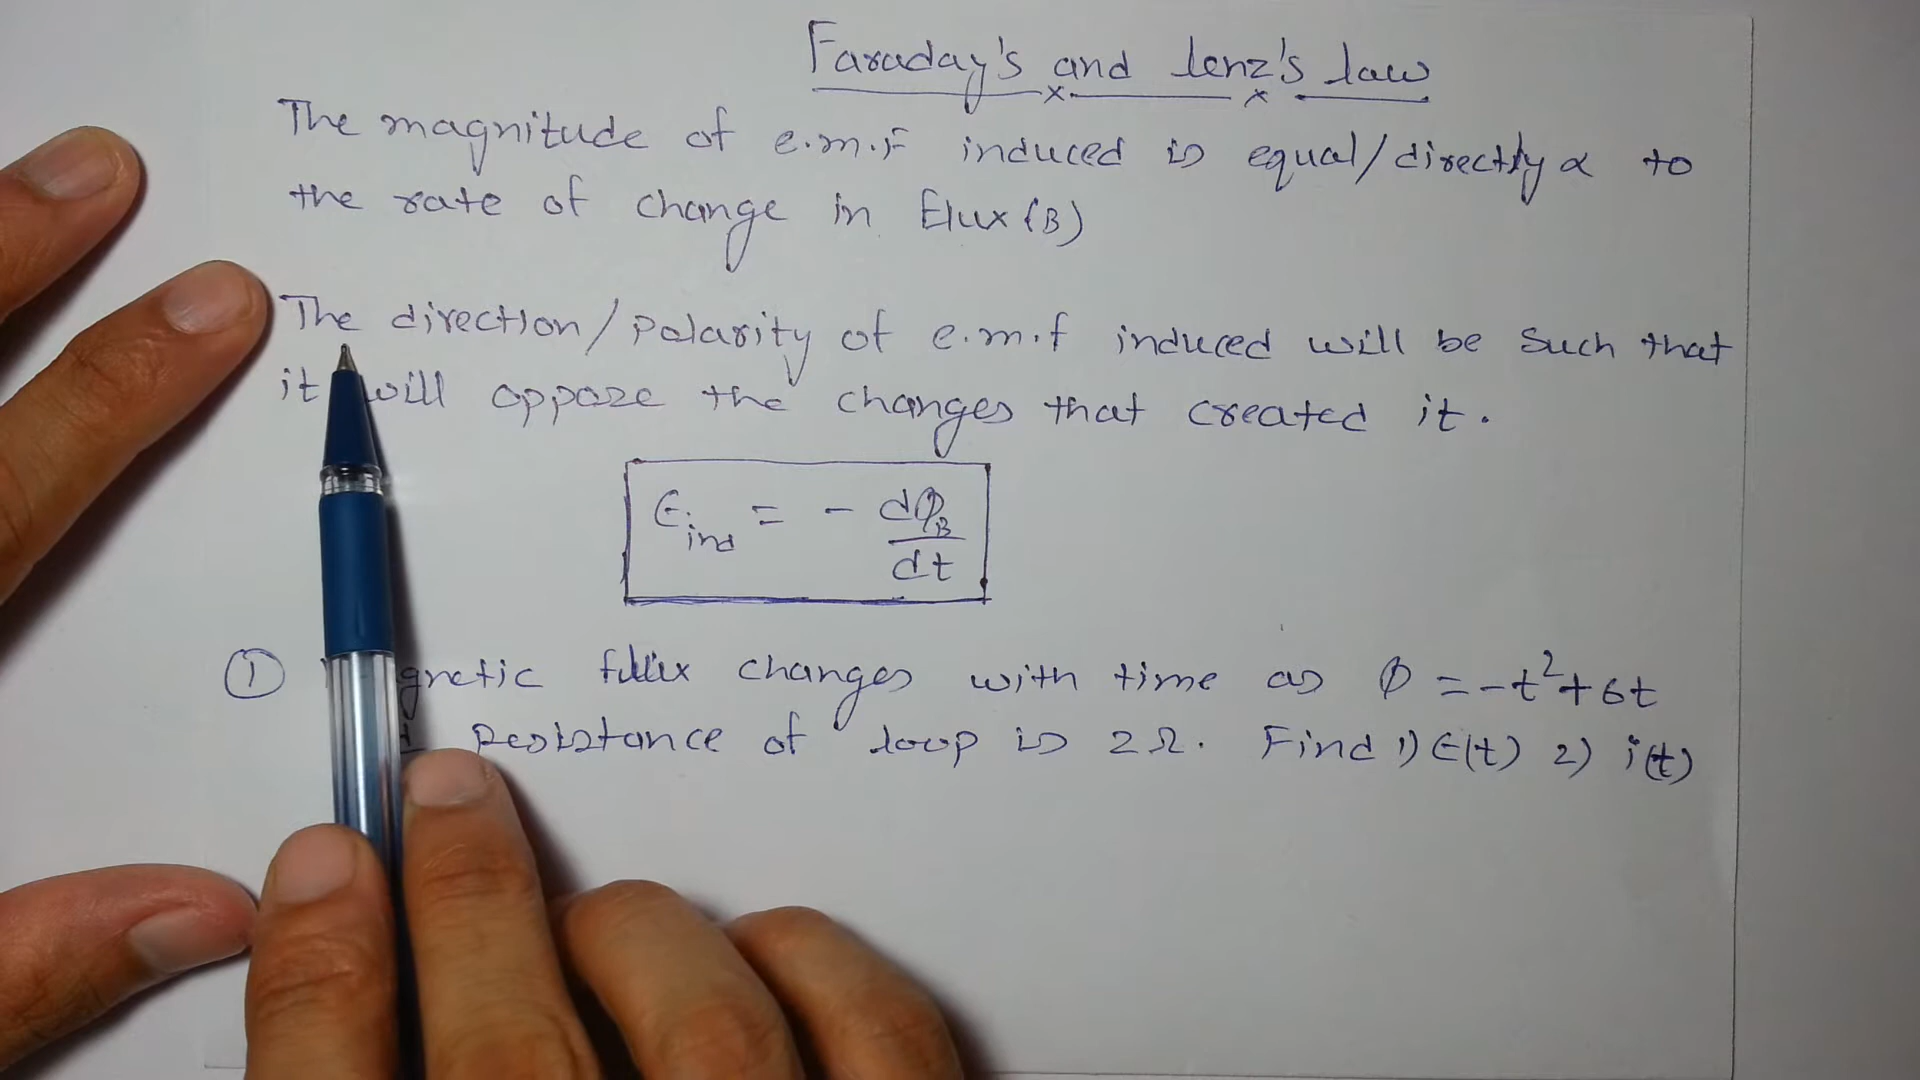 Faraday's and lenz's law
The magnitude of e.m.f induced is equal/directly α to
the rate of change in flux (B)
The direction/Polarity of e.m.f induced will be such that
it will oppose the changes that created it.
ϵind = - dϕB
dt
① flux changes with time as ϕ = -t²+6t
Resistance of loop is 2Ω. Find 1) ϵ(t) 2) i(t)